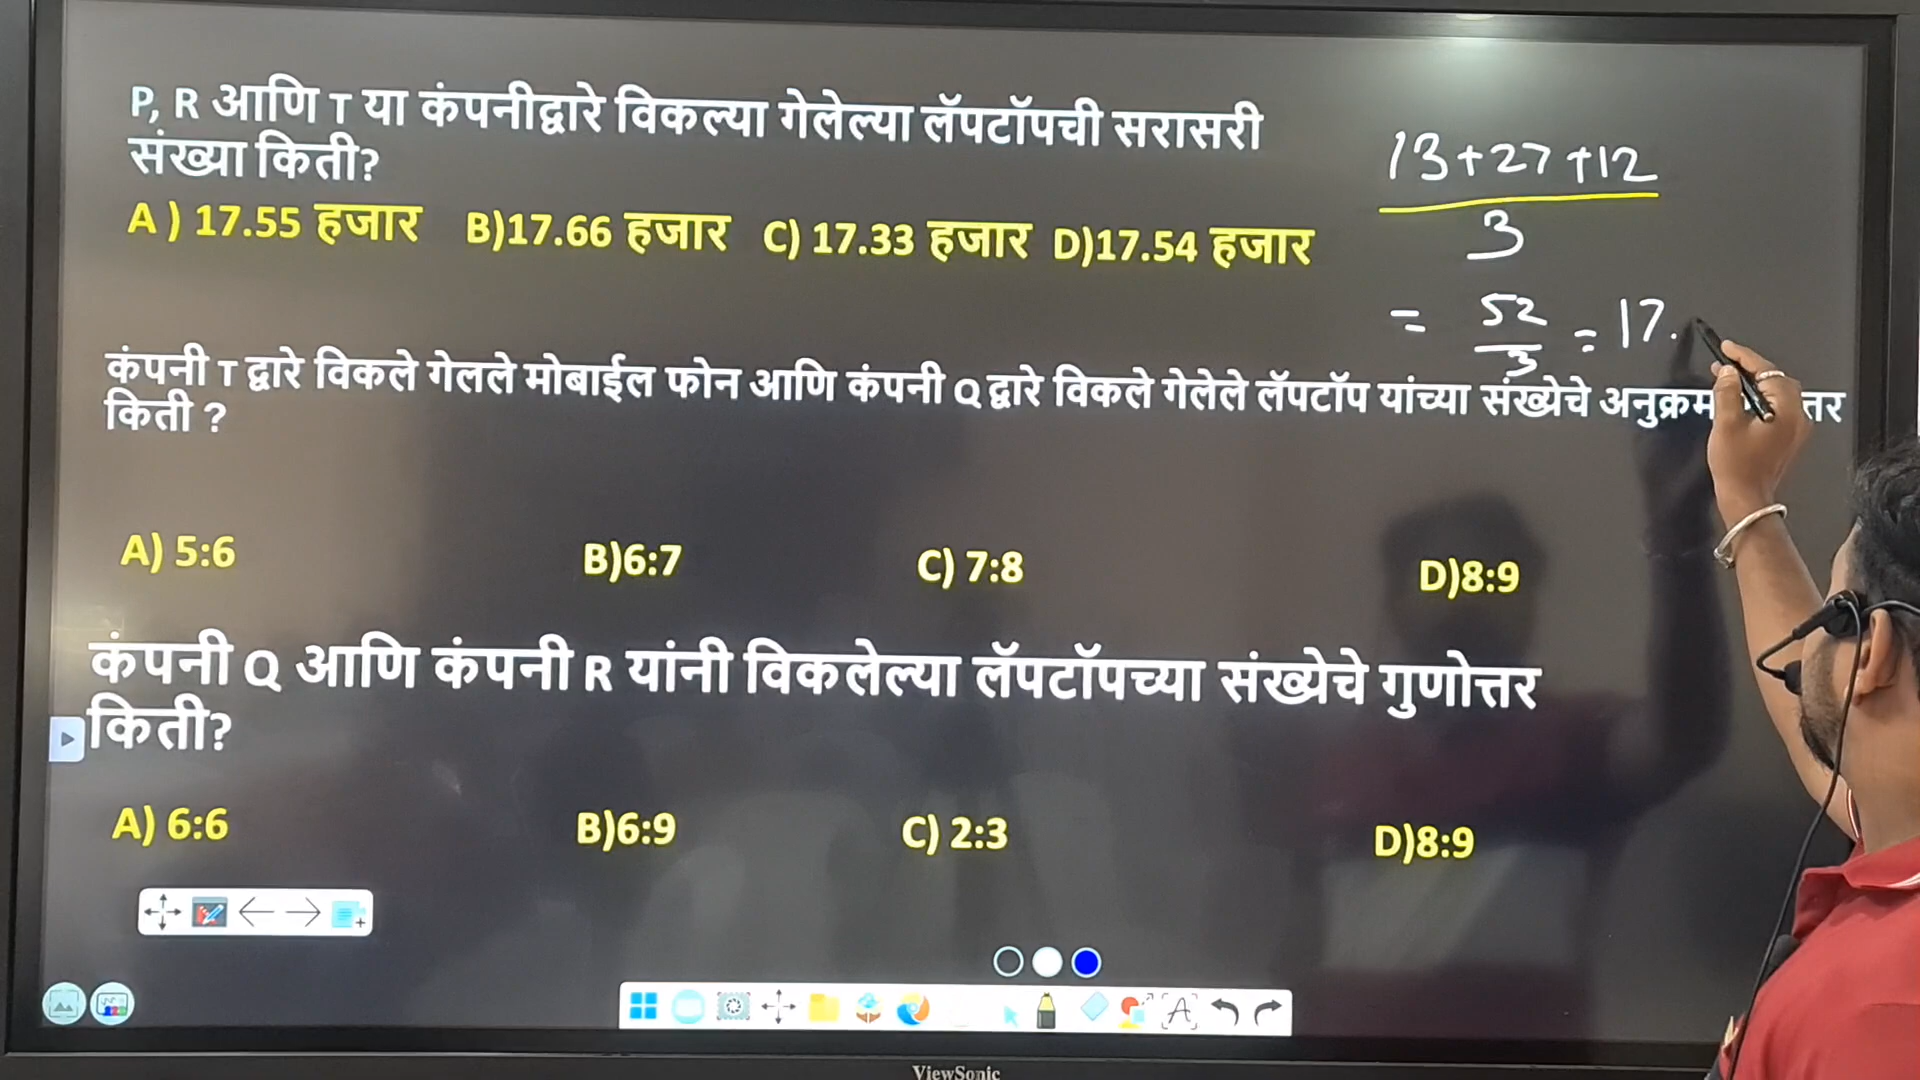 P, R आणि T या कंपनीद्वारे विकल्या गेलेल्या लॅपटॉपची सरासरी
संख्या किती?
A ) 17.55 हजार B)17.66 हजार C) 17.33 हजार D)17.54 हजार
13+27+12
3
= 52/3 = 17.
कंपनी T द्वारे विकले गेलले मोबाईल फोन आणि कंपनी Q द्वारे विकले गेलेले लॅपटॉप यांच्या संख्येचे
किती ?
A) 5:6 B)6:7 C) 7:8 D)8:9
कंपनी Q आणि कंपनी R यांनी विकलेल्या लॅपटॉपच्या संख्येचे गुणोत्तर
किती?
A) 6:6 B)6:9 C) 2:3 D)8:9
A
ViewSonic